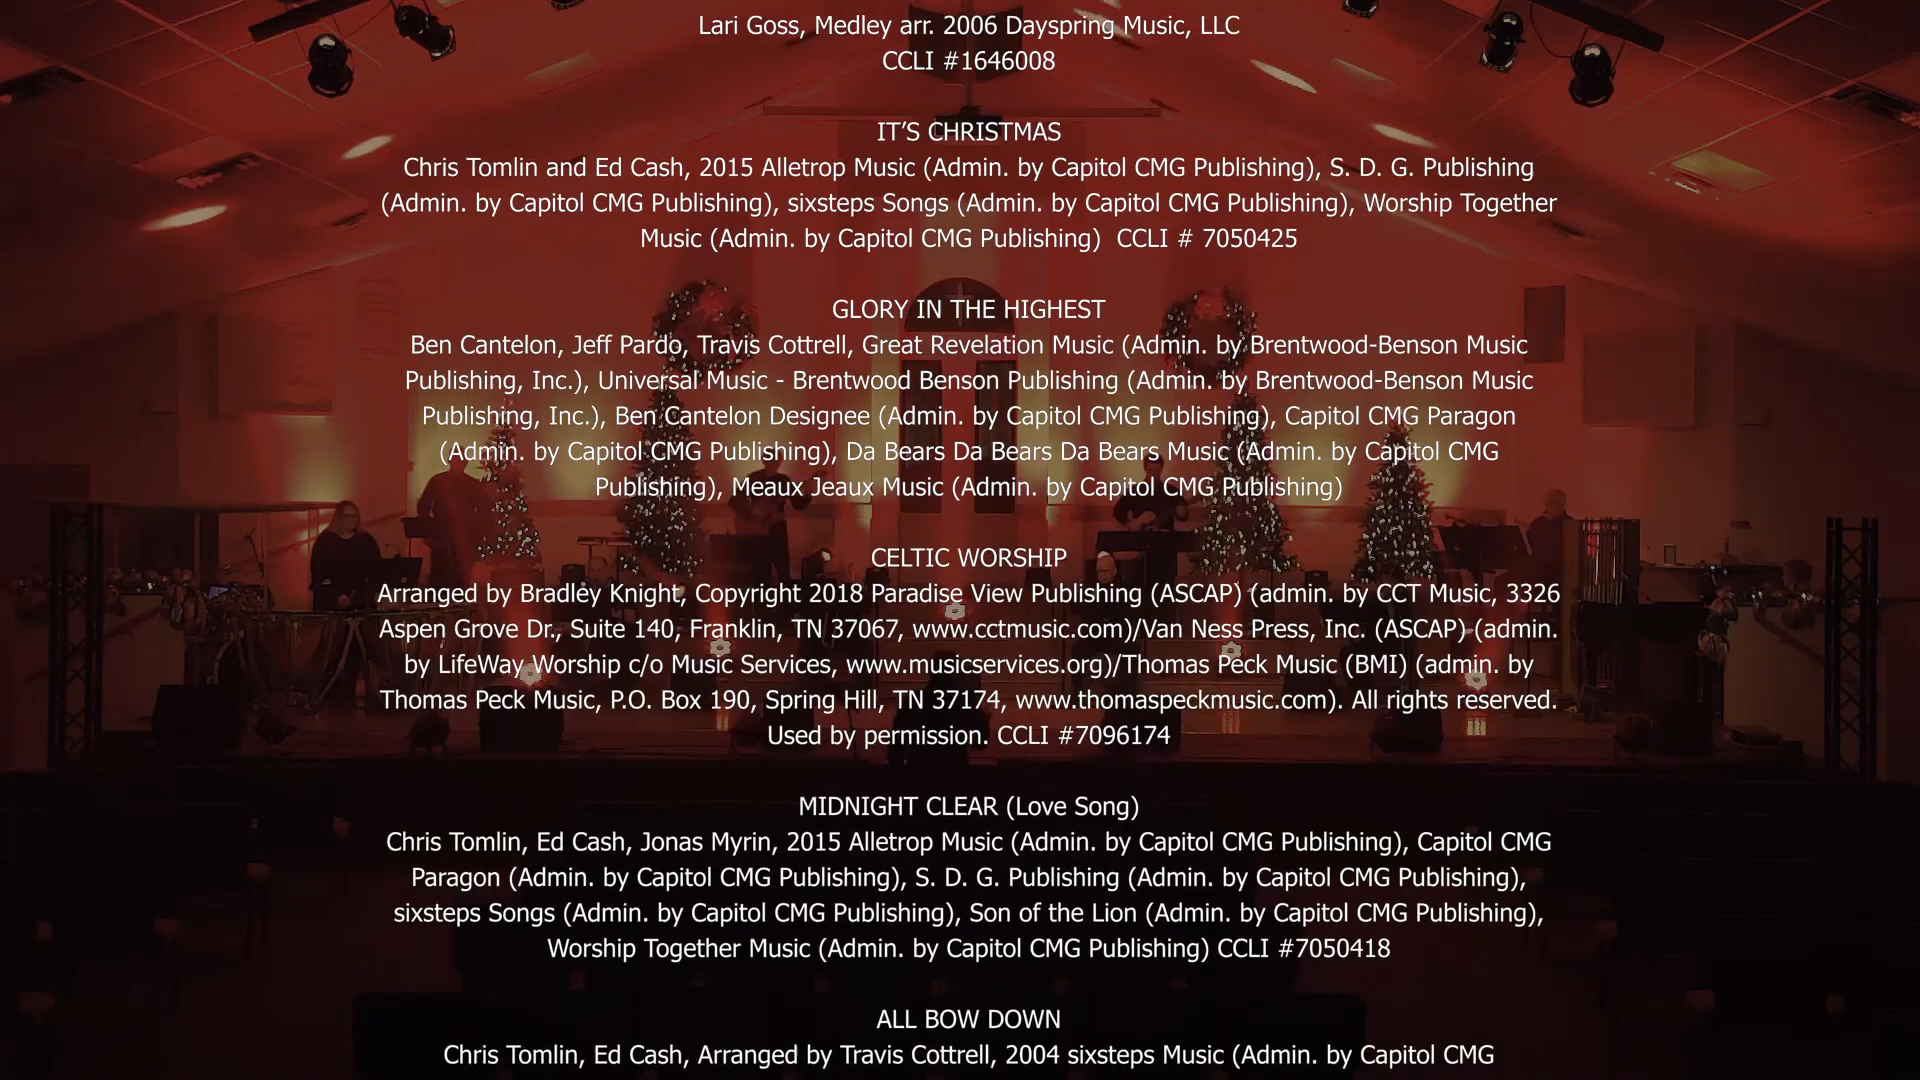 Lari Goss, Medley arr. 2006 Dayspring Music, LLC
CCLI #1646008
IT’S CHRISTMAS
Chris Tomlin and Ed Cash, 2015 Alletrop Music (Admin. by Capitol CMG Publishing), S. D. G. Publishing
(Admin. by Capitol CMG Publishing), sixsteps Songs (Admin. by Capitol CMG Publishing), Worship Together
Music (Admin. by Capitol CMG Publishing)  CCLI # 7050425
GLORY IN THE HIGHEST
Ben Cantelon, Jeff Pardo, Travis Cottrell, Great Revelation Music (Admin. by Brentwood-Benson Music
Publishing, Inc.), Universal Music - Brentwood Benson Publishing (Admin. by Brentwood-Benson Music
Publishing, Inc.), Ben Cantelon Designee (Admin. by Capitol CMG Publishing), Capitol CMG Paragon
(Admin. by Capitol CMG Publishing), Da Bears Da Bears Da Bears Music (Admin. by Capitol CMG
Publishing), Meaux Jeaux Music (Admin. by Capitol CMG Publishing)
CELTIC WORSHIP
Arranged by Bradley Knight, Copyright 2018 Paradise View Publishing (ASCAP) (admin. by CCT Music, 3326
Aspen Grove Dr., Suite 140, Franklin, TN 37067, www.cctmusic.com)/Van Ness Press, Inc. (ASCAP) (admin.
by LifeWay Worship c/o Music Services, www.musicservices.org)/Thomas Peck Music (BMI) (admin. by
Thomas Peck Music, P.O. Box 190, Spring Hill, TN 37174, www.thomaspeckmusic.com). All rights reserved.
Used by permission. CCLI #7096174
MIDNIGHT CLEAR (Love Song)
Chris Tomlin, Ed Cash, Jonas Myrin, 2015 Alletrop Music (Admin. by Capitol CMG Publishing), Capitol CMG
Paragon (Admin. by Capitol CMG Publishing), S. D. G. Publishing (Admin. by Capitol CMG Publishing),
sixsteps Songs (Admin. by Capitol CMG Publishing), Son of the Lion (Admin. by Capitol CMG Publishing),
Worship Together Music (Admin. by Capitol CMG Publishing) CCLI #7050418
ALL BOW DOWN
Chris Tomlin, Ed Cash, Arranged by Travis Cottrell, 2004 sixsteps Music (Admin. by Capitol CMG